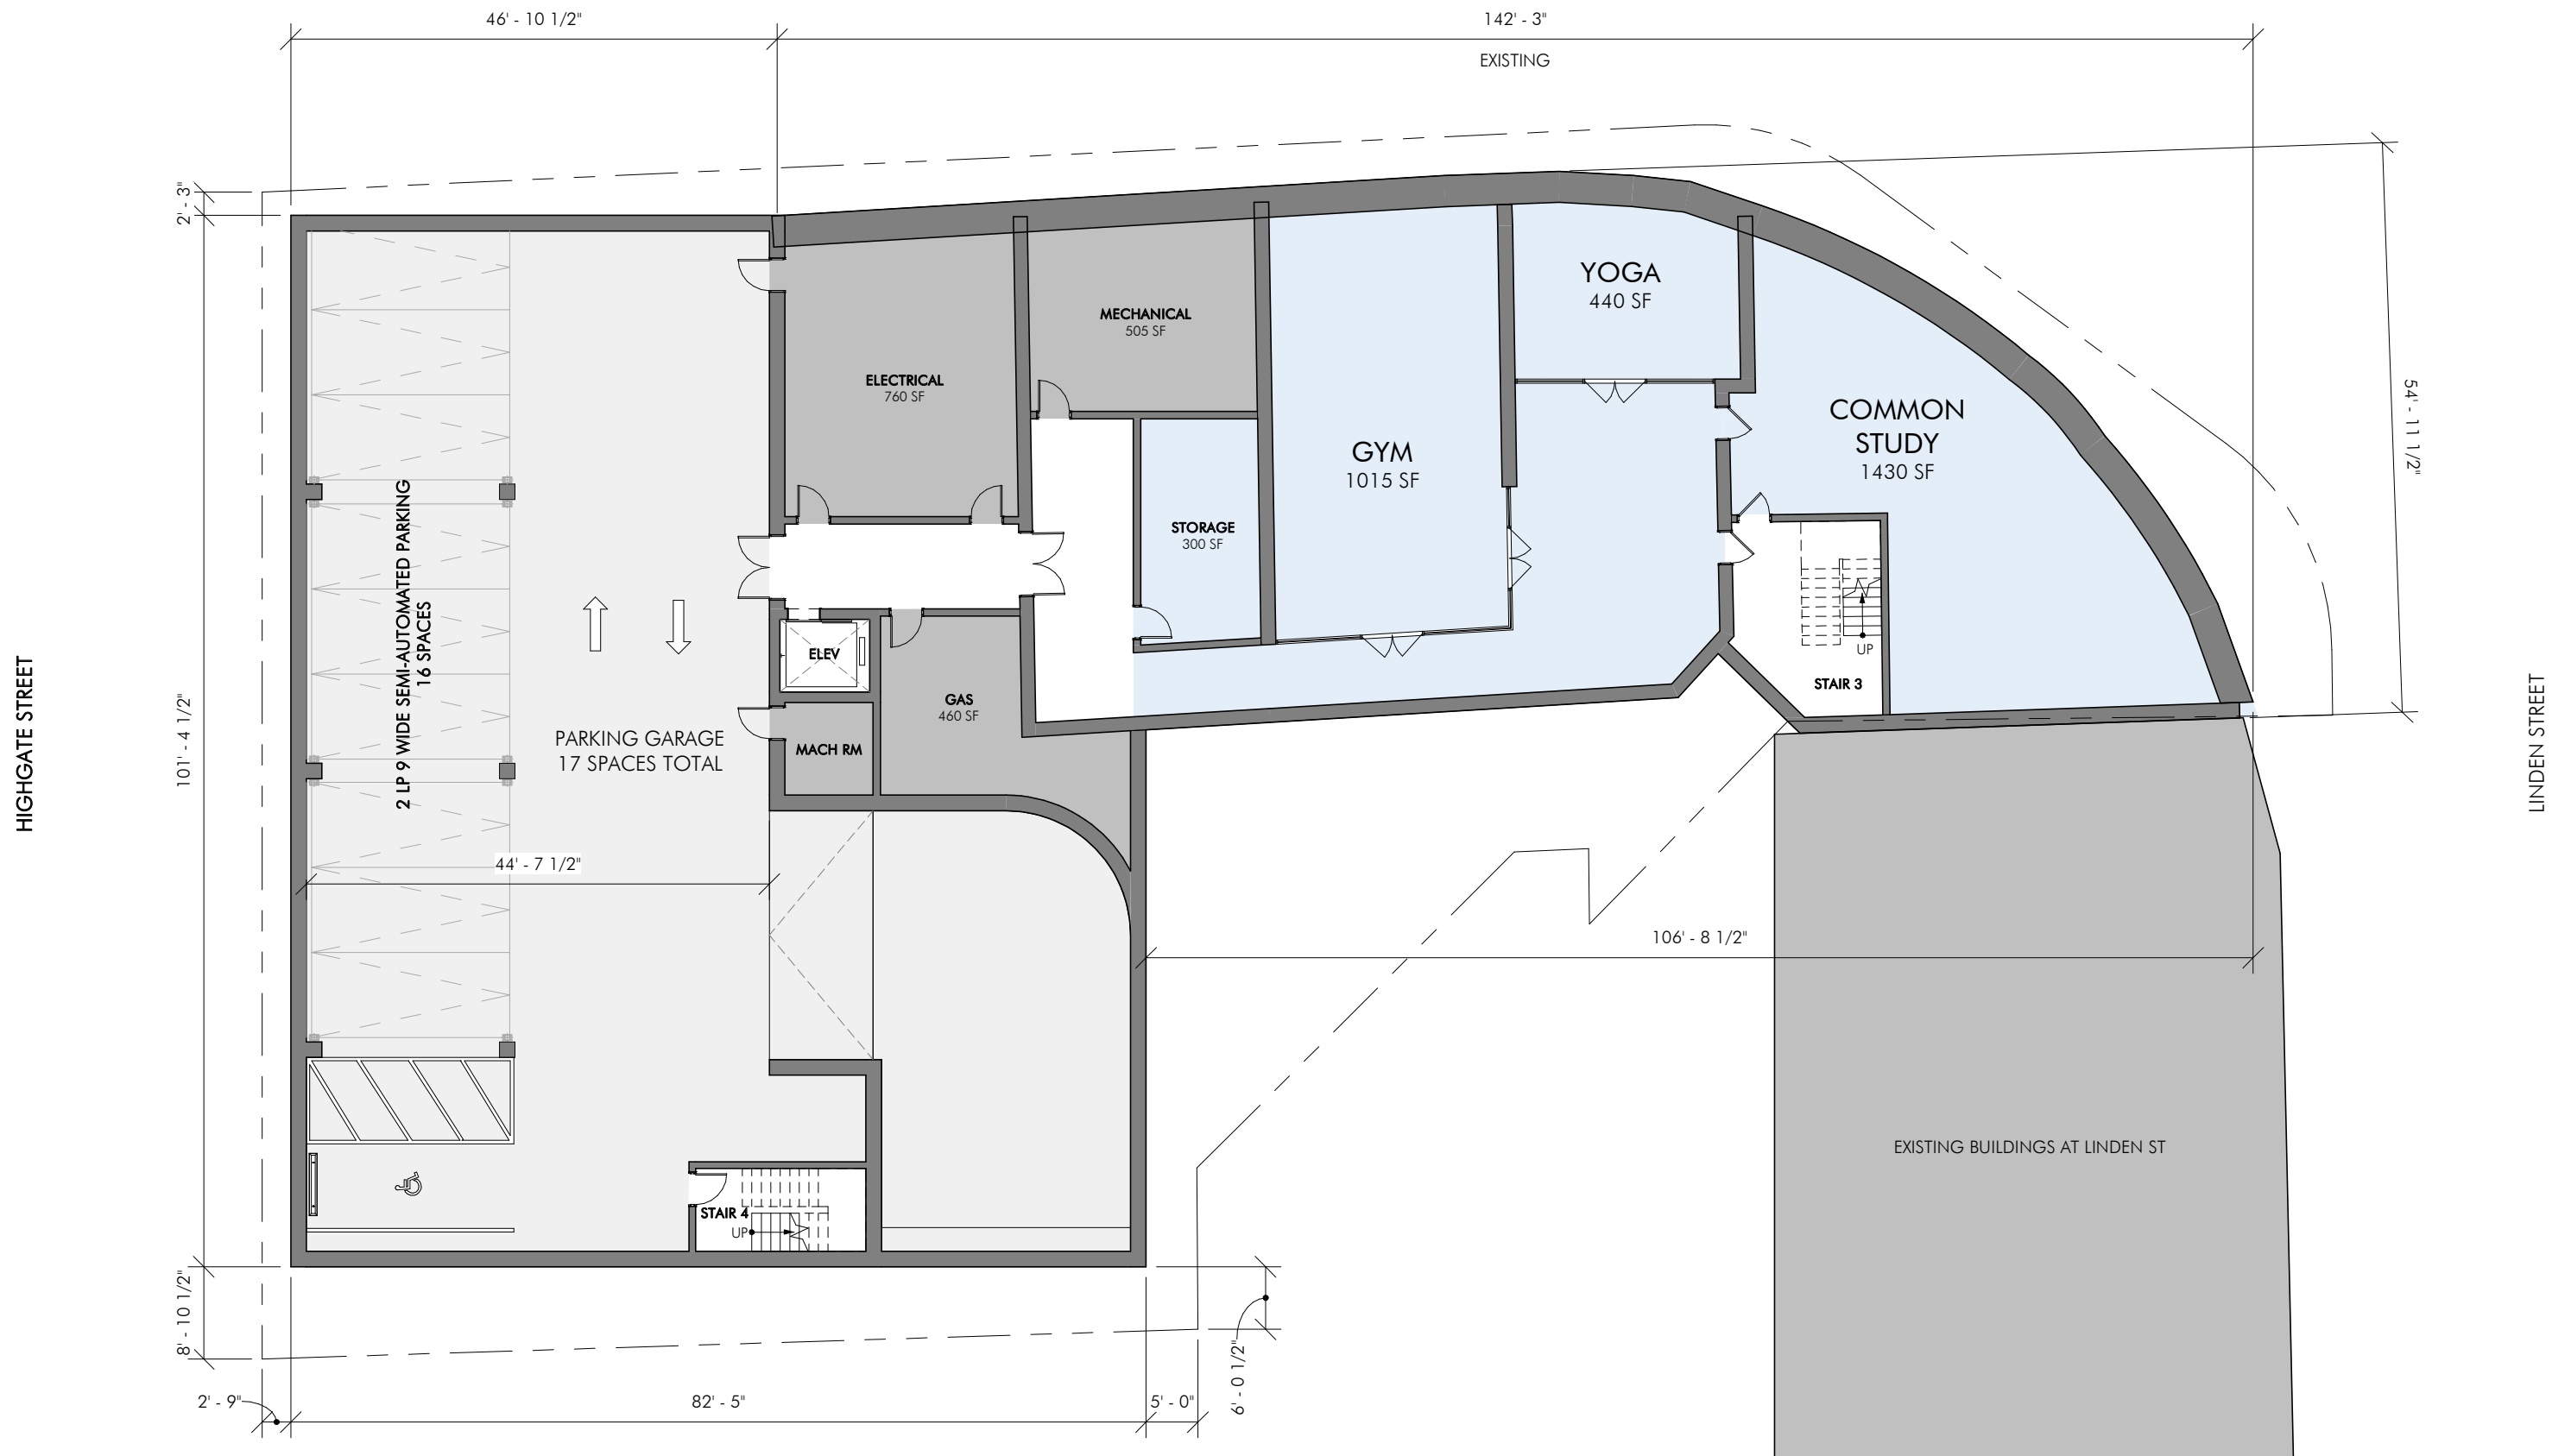 46' - 10 1/2"
142' - 3"
EXISTING
2' - 3"
54' - 11 1/2"
YOGA
440 SF
MECHANICAL
505 SF
ELECTRICAL
760 SF
COMMON
STUDY
1430 SF
GYM
1015 SF
STORAGE
300 SF
2 LP 9 WIDE SEMI-AUTOMATED PARKING
16 SPACES
ELEV
UP
STAIR 3
GAS
460 SF
HIGHGATE STREET
LINDEN STREET
101' - 4 1/2"
PARKING GARAGE
17 SPACES TOTAL
MACH RM
44' - 7 1/2"
106' - 8 1/2"
EXISTING BUILDINGS AT LINDEN ST
STAIR 4
UP
8' - 10 1/2"
6' - 0 1/2"
2' - 9"
82' - 5"
5' - 0"